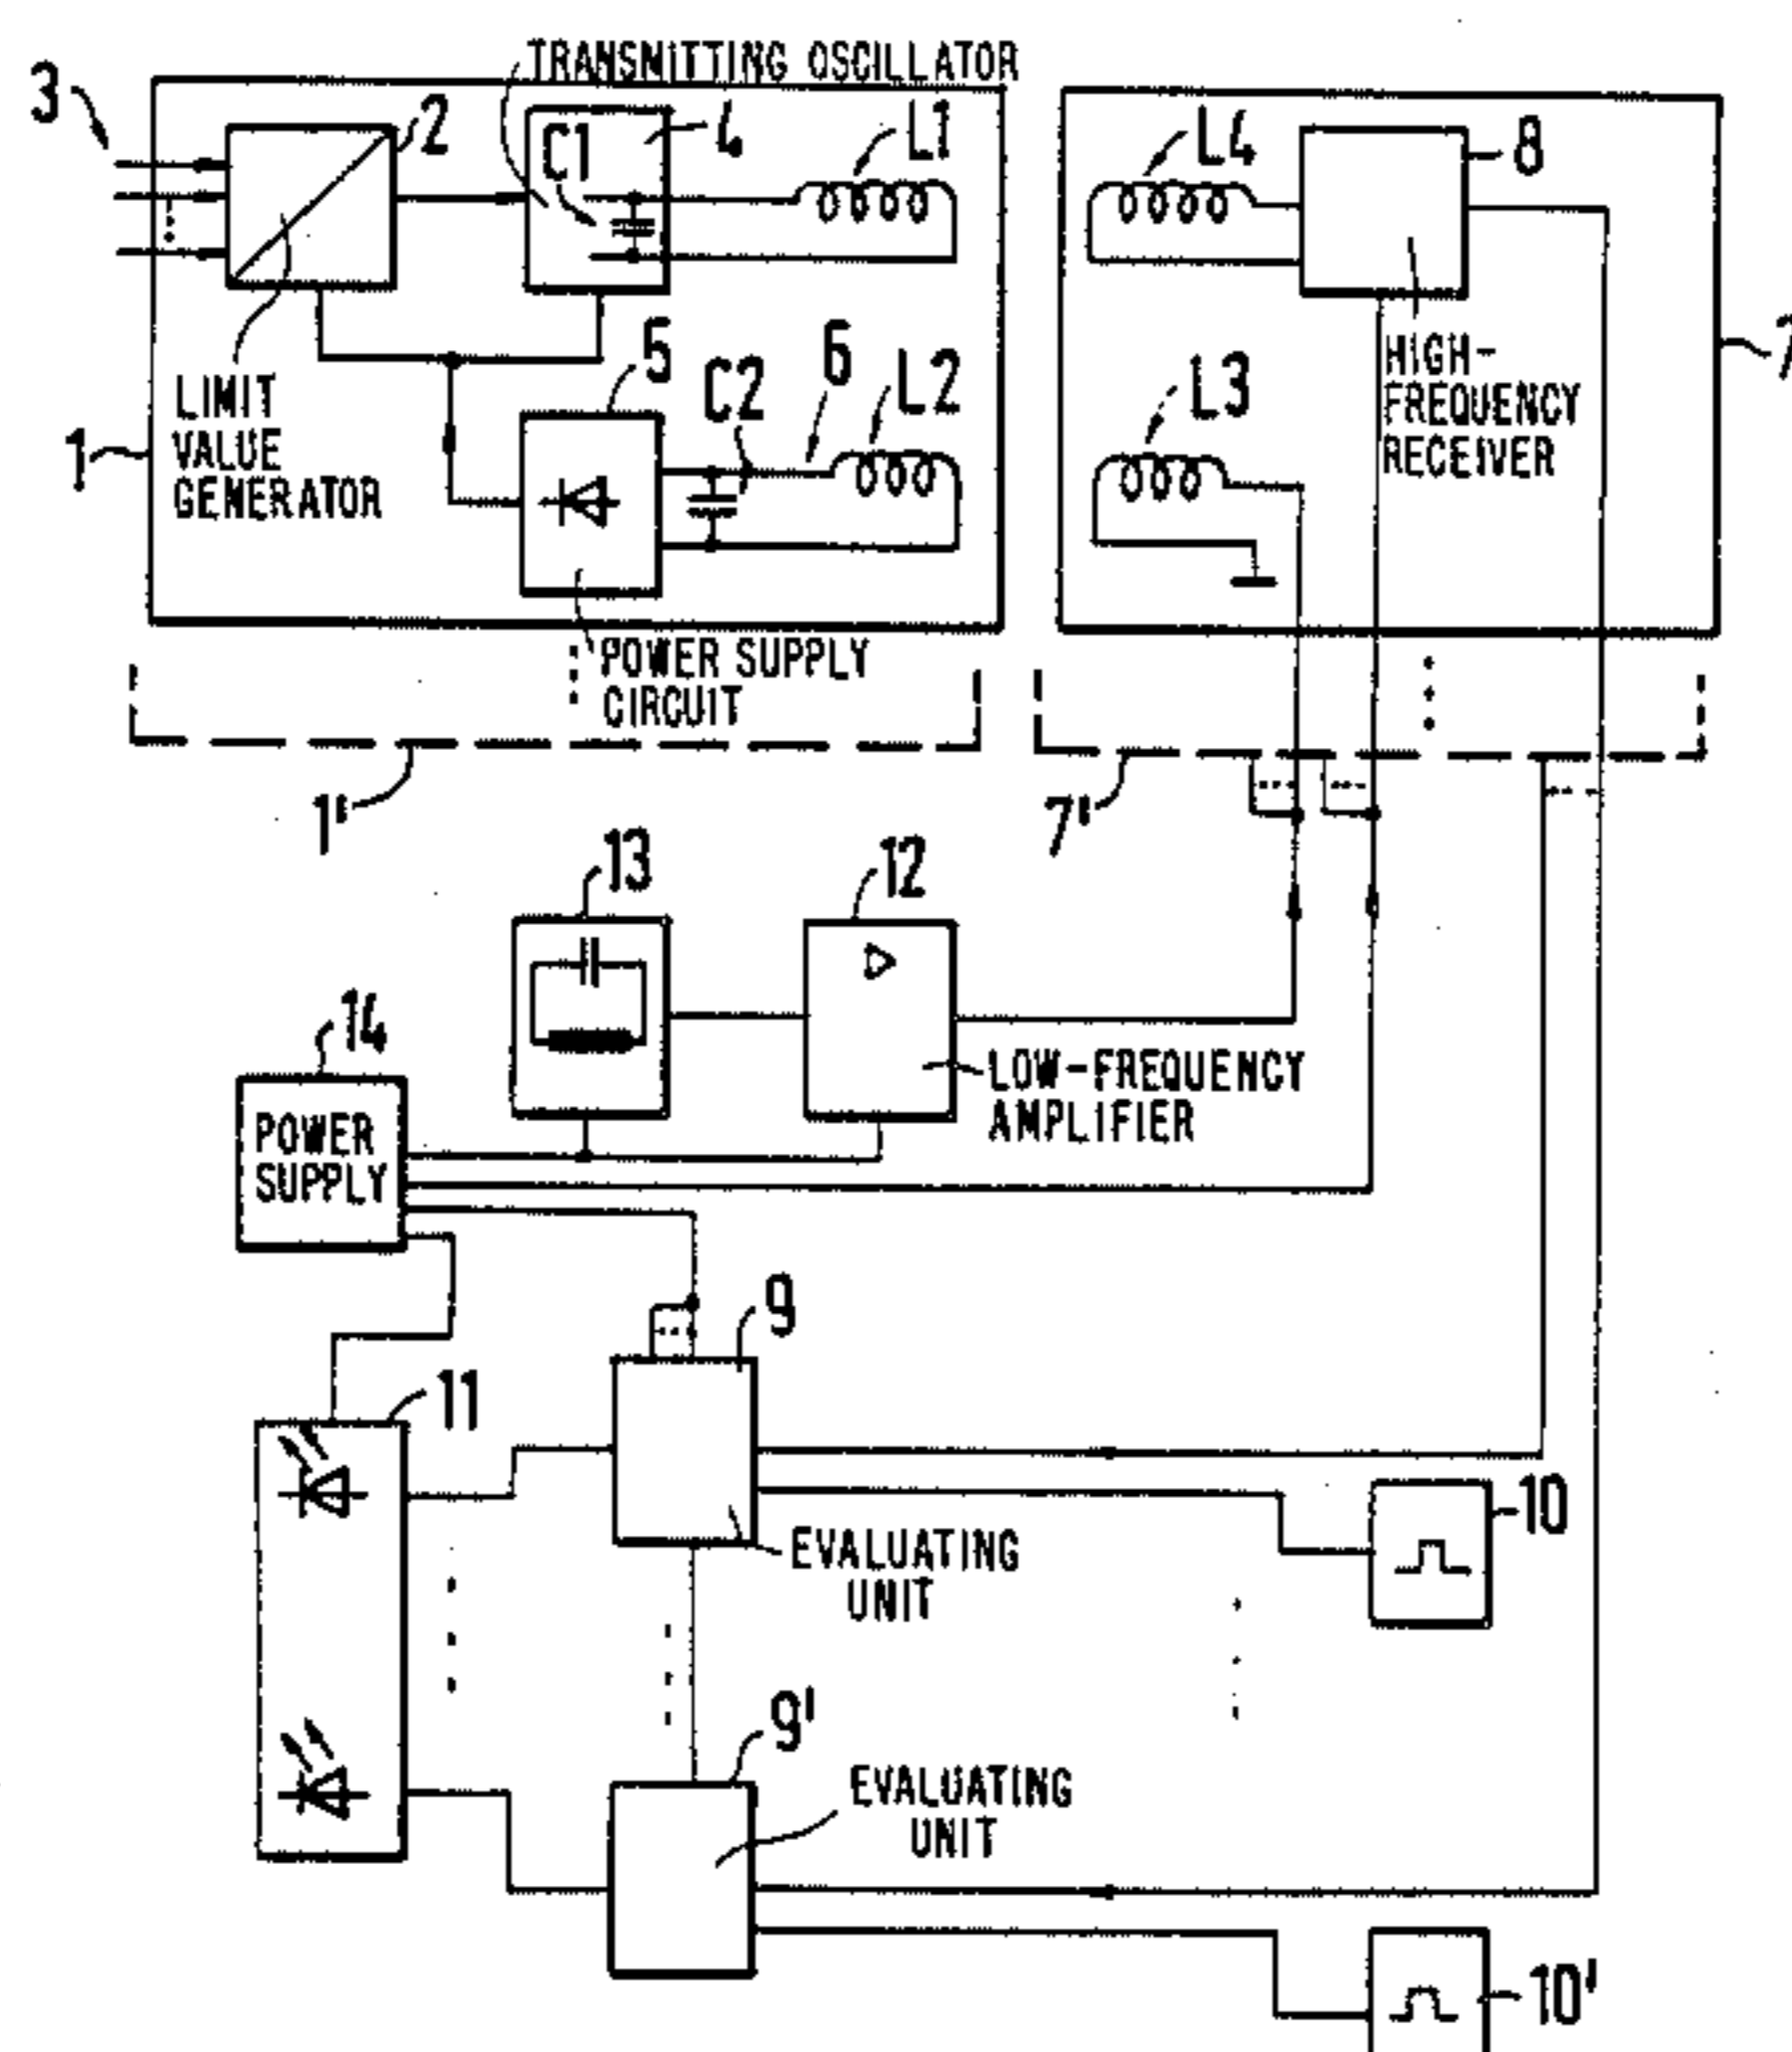 TRANSMITTING OSCILLATOR
3
2
C1
4
L1
L4
8
LIMIT
VALUE
GENERATOR
5
C2
6
L2
L3
HIGH-
FREQUENCY
RECEIVER
7
1
POWER SUPPLY
CIRCUIT
1'
7'
13
12
14
LOW-FREQUENCY
AMPLIFIER
POWER
SUPPLY
9
11
10
EVALUATING
UNIT
9'
EVALUATING
UNIT
10'